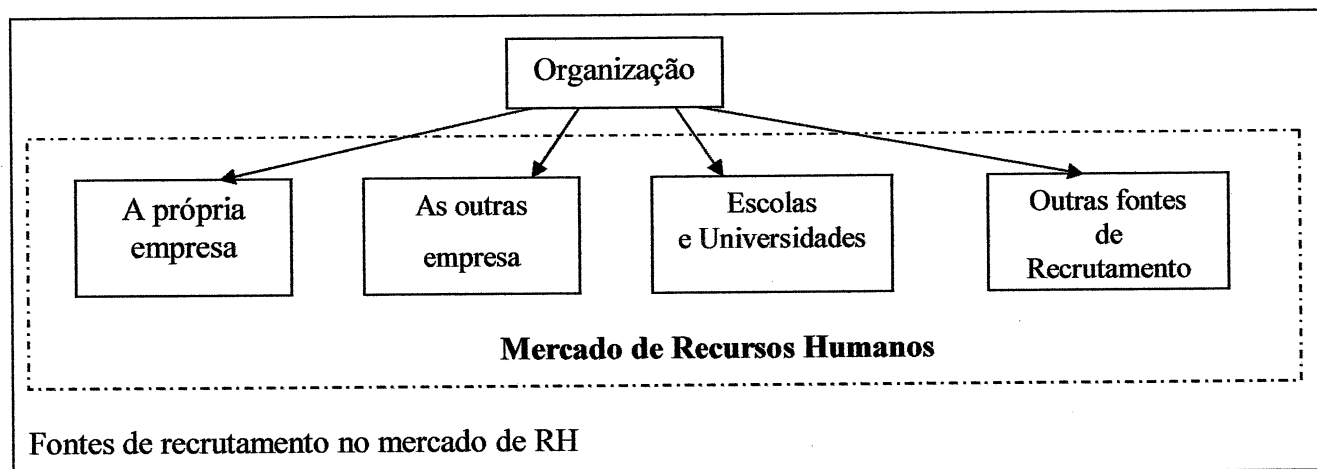 Organização
A própria
empresa
As outras
empresa
Escolas
e Universidades
Outras fontes
de
Recrutamento
Mercado de Recursos Humanos
Fontes de recrutamento no mercado de RH